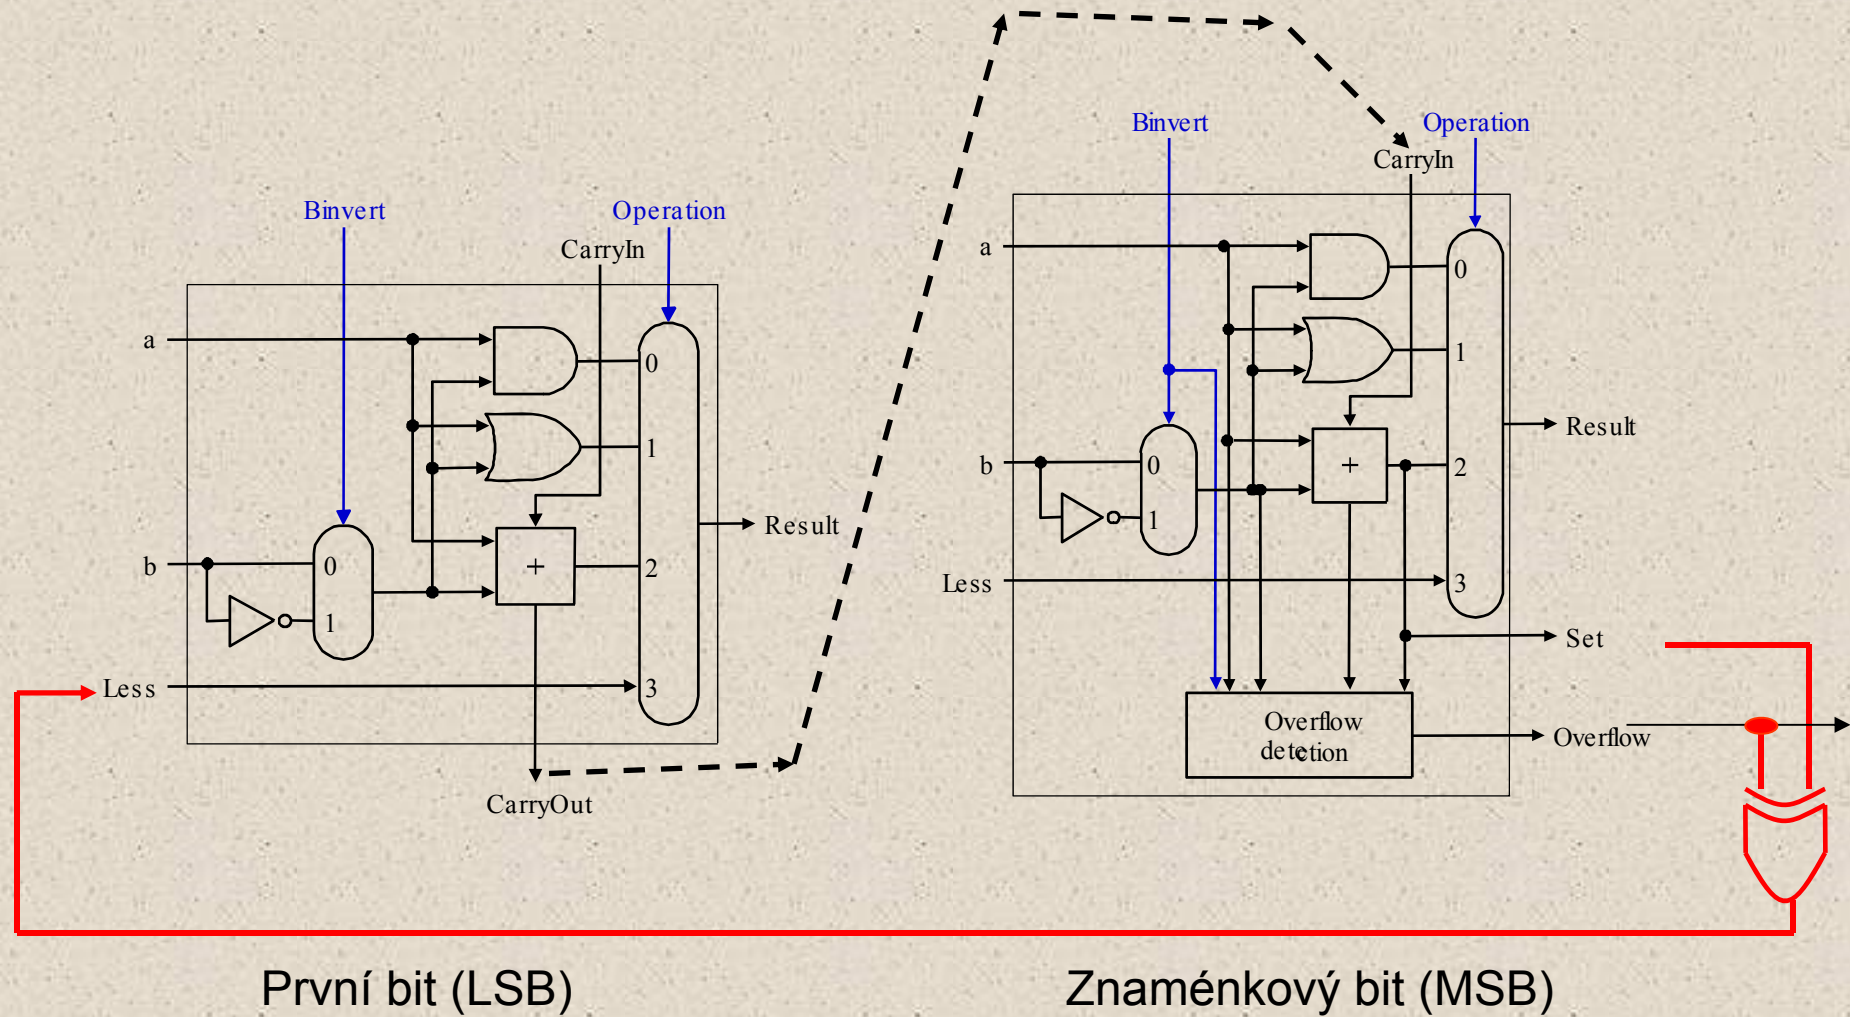 Binvert
Operation
CarryIn
a
0
1
b
0
+
2
Result
1
Less
3
CarryOut
První bit (LSB)
Binvert
Operation
CarryIn
a
0
1
Result
b
0
+
2
1
Less
3
Set
Overflow
detection
Overflow
Znaménkový bit (MSB)